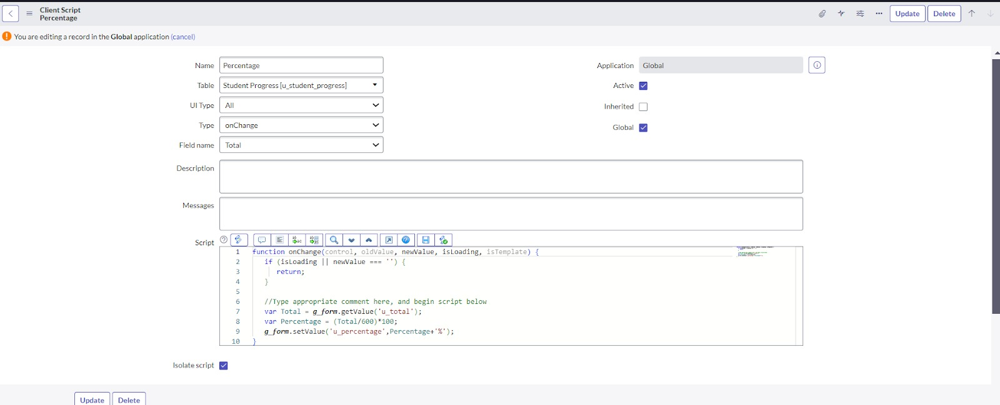 Client Script
Percentage
Update
Delete
You are editing a record in the Global application (cancel)
Name
Percentage
Application
Global
Table
Student Progress [u_student_progress]
Active
UI Type
All
Inherited
Type
onChange
Global
Field name
Total
Description
Messages
Script
1 function onChange(control, oldValue, newValue, isLoading, isTemplate) {
2 if (isLoading || newValue === '') {
3 return;
4 }
5
6 //Type appropriate comment here, and begin script below
7 var Total = g_form.getValue('u_total');
8 var Percentage = (Total/600)*100;
9 g_form.setValue('u_percentage',Percentage+'%');
10 }
Isolate script
Update
Delete